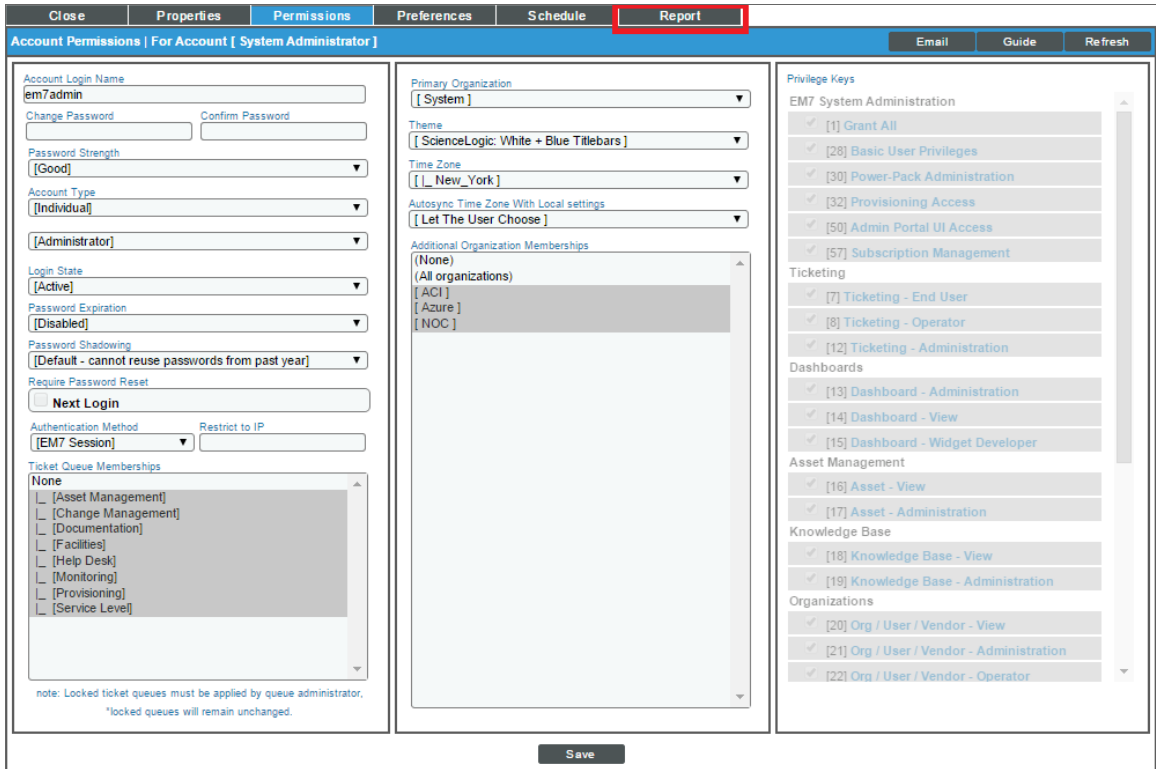 Close Properties Permissions Preferences Schedule Report
Account Permissions | For Account [ System Administrator ] Email Guide Refresh
Account Login Name
em7admin
Change Password Confirm Password
Password Strength
[Good]
Account Type
[Individual]
[Administrator]
Login State
[Active]
Password Expiration
[Disabled]
Password Shadowing
[Default - cannot reuse passwords from past year]
Require Password Reset
Next Login
Authentication Method Restrict to IP
[EM7 Session]
Ticket Queue Memberships
None
|_ [Asset Management]
|_ [Change Management]
|_ [Documentation]
|_ [Facilities]
|_ [Help Desk]
|_ [Monitoring]
|_ [Provisioning]
|_ [Service Level]
note: Locked ticket queues must be applied by queue administrator,
*locked queues will remain unchanged.
Primary Organization
[ System ]
Theme
[ ScienceLogic: White + Blue Titlebars ]
Time Zone
[ |_ New_York ]
Autosync Time Zone With Local settings
[ Let The User Choose ]
Additional Organization Memberships
(None)
(All organizations)
[ ACI ]
[ Azure ]
[ NOC ]
Privilege Keys
EM7 System Administration
[1] Grant All
[28] Basic User Privileges
[30] Power-Pack Administration
[32] Provisioning Access
[50] Admin Portal UI Access
[57] Subscription Management
Ticketing
[7] Ticketing - End User
[8] Ticketing - Operator
[12] Ticketing - Administration
Dashboards
[13] Dashboard - Administration
[14] Dashboard - View
[15] Dashboard - Widget Developer
Asset Management
[16] Asset - View
[17] Asset - Administration
Knowledge Base
[18] Knowledge Base - View
[19] Knowledge Base - Administration
Organizations
[20] Org / User / Vendor - View
[21] Org / User / Vendor - Administration
[22] Org / User / Vendor - Operator
Save